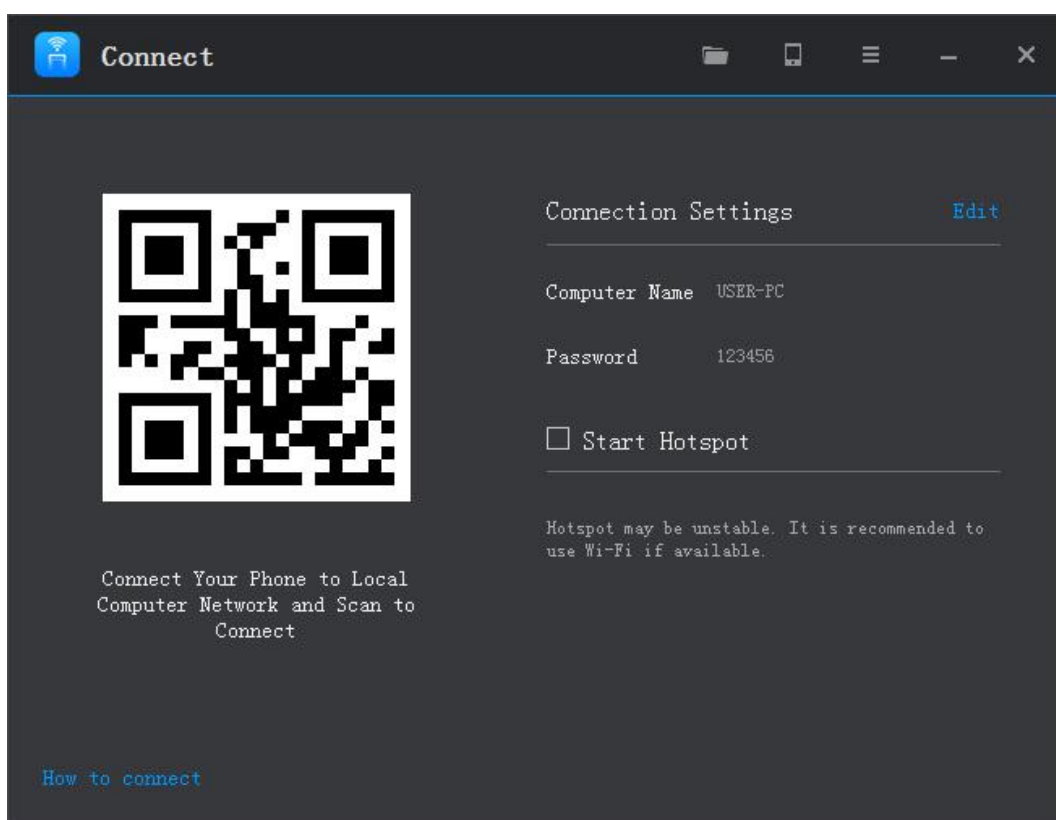 Connect
Connection Settings Edit
Computer Name USER-PC
Password 123456
Start Hotspot
Hotspot may be unstable. It is recommended to
use Wi-Fi if available.
Connect Your Phone to Local
Computer Network and Scan to
Connect
How to connect